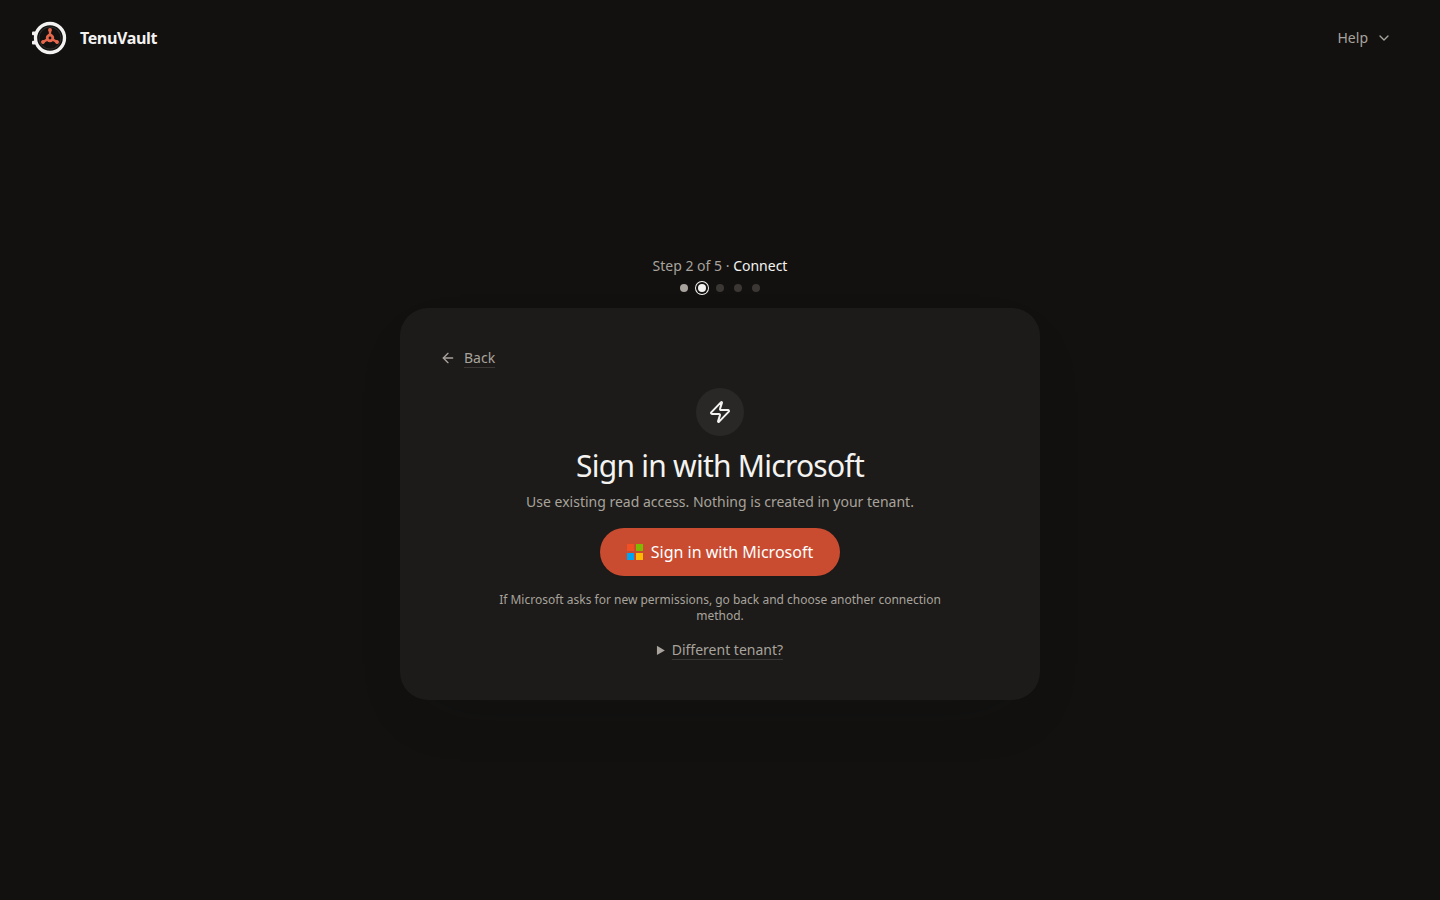 TenuVault
Help
Step 2 of 5 · Connect
Back
Sign in with Microsoft
Use existing read access. Nothing is created in your tenant.
Sign in with Microsoft
If Microsoft asks for new permissions, go back and choose another connection
method.
Different tenant?